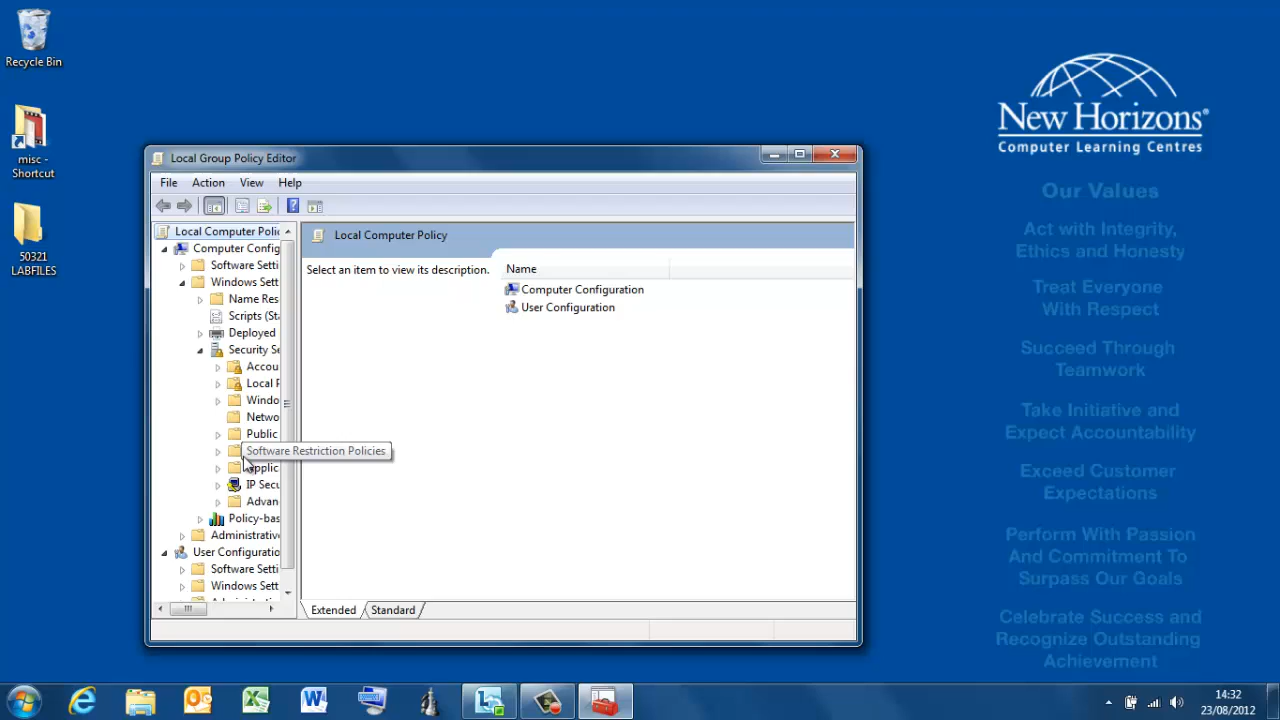 Recycle Bin
misc -
Shortcut
50321
LABFILES
New Horizons®
Computer Learning Centres
Our Values
Act with Integrity,
Ethics and Honesty
Treat Everyone
With Respect
Succeed Through
Teamwork
Take Initiative and
Expect Accountability
Exceed Customer
Expectations
Perform With Passion
And Commitment To
Surpass Our Goals
Celebrate Success and
Recognize Outstanding
Achievement
Local Group Policy Editor
File Action View Help
Local Computer Polic
Computer Config
Software Setti
Windows Sett
Name Res
Scripts (Sta
Deployed
Security Se
Accou
Local P
Windo
Netwo
Public
Software Restriction Policies
Applic
IP Secu
Advan
Policy-bas
Administrative
User Configuratio
Software Setti
Windows Sett
Local Computer Policy
Select an item to view its description.
Name
Computer Configuration
User Configuration
Extended Standard
14:32
23/08/2012